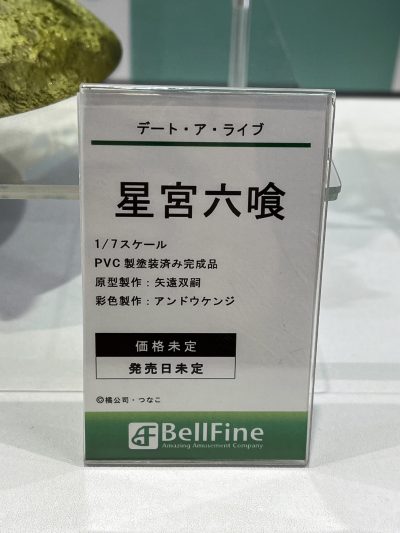 デート・ア・ライブ
星宮六喰
1/7スケール
PVC製塗装済み完成品
原型製作：矢遠双嗣
彩色製作：アンドウケンジ
価格未定
発売日未定
©橘公司・つなこ
BellFine
Amazing Amusement Company